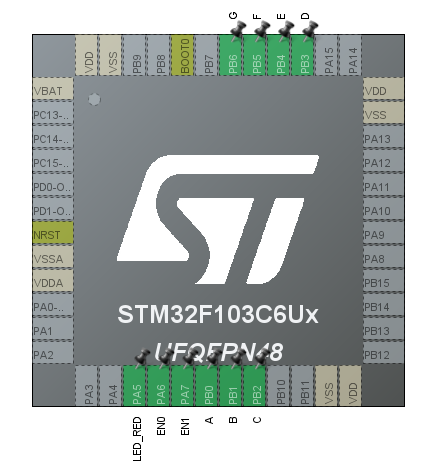 G
F
E
D
VDD
VSS
PB9
PB8
BOOT0
PB7
PB6
PB5
PB4
PB3
PA15
PA14
VBAT
PC13-..
PC14-..
PC15-..
PD0-O..
PD1-O..
NRST
VSSA
VDDA
PA0-..
PA1
PA2
VDD
VSS
PA13
PA12
PA11
PA10
PA9
PA8
PB15
PB14
PB13
PB12
ST
STM32F103C6Ux
UFQFPN48
PA3
PA4
PA5
PA6
PA7
PB0
PB1
PB2
PB10
PB11
VSS
VDD
LED_RED
EN0
EN1
A
B
C